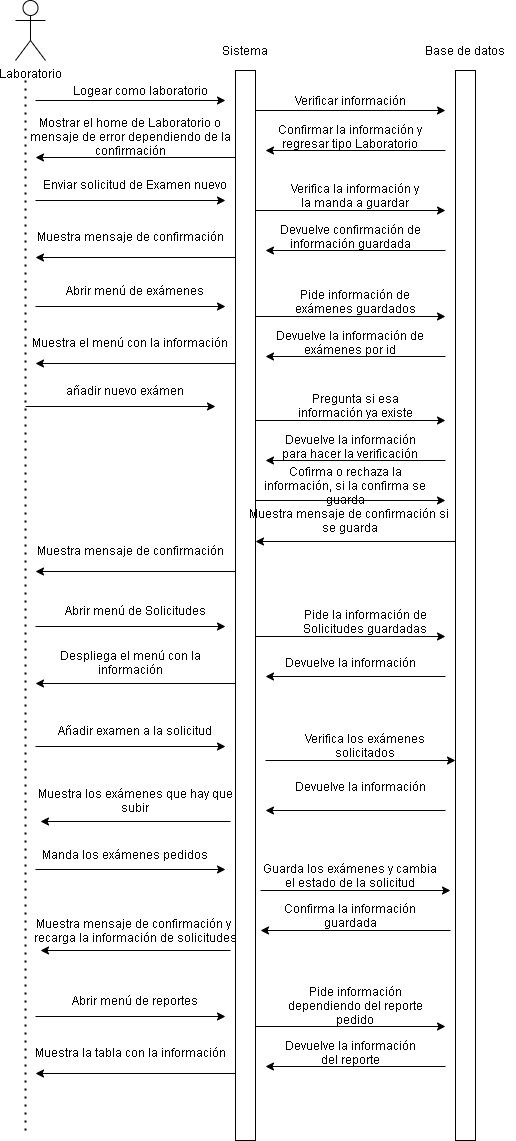 Sistema
Base de datos
Laboratorio
Logear como laboratorio
Verificar información
Mostrar el home de Laboratorio o
mensaje de error dependiendo de la
confirmación
Confirmar la información y
regresar tipo Laboratorio
Enviar solicitud de Examen nuevo
Verifica la información y
la manda a guardar
Devuelve confirmación de
información guardada
Muestra mensaje de confirmación
Abrir menú de exámenes
Pide información de
exámenes guardados
Devuelve la información de
exámenes por id
Muestra el menú con la información
añadir nuevo exámen
Pregunta si esa
información ya existe
Devuelve la información
para hacer la verificación
Cofirma o rechaza la
información, si la confirma se
guarda
Muestra mensaje de confirmación si
se guarda
Muestra mensaje de confirmación
Abrir menú de Solicitudes
Pide la información de
Solicitudes guardadas
Despliega el menú con la
información
Devuelve la información
Añadir examen a la solicitud
Verifica los exámenes
solicitados
Devuelve la información
Muestra los exámenes que hay que
subir
Manda los exámenes pedidos
Guarda los exámenes y cambia
el estado de la solicitud
Confirma la información
guardada
Muestra mensaje de confirmación y
recarga la información de solicitudes
Abrir menú de reportes
Pide información
dependiendo del reporte
pedido
Devuelve la información
del reporte
Muestra la tabla con la información